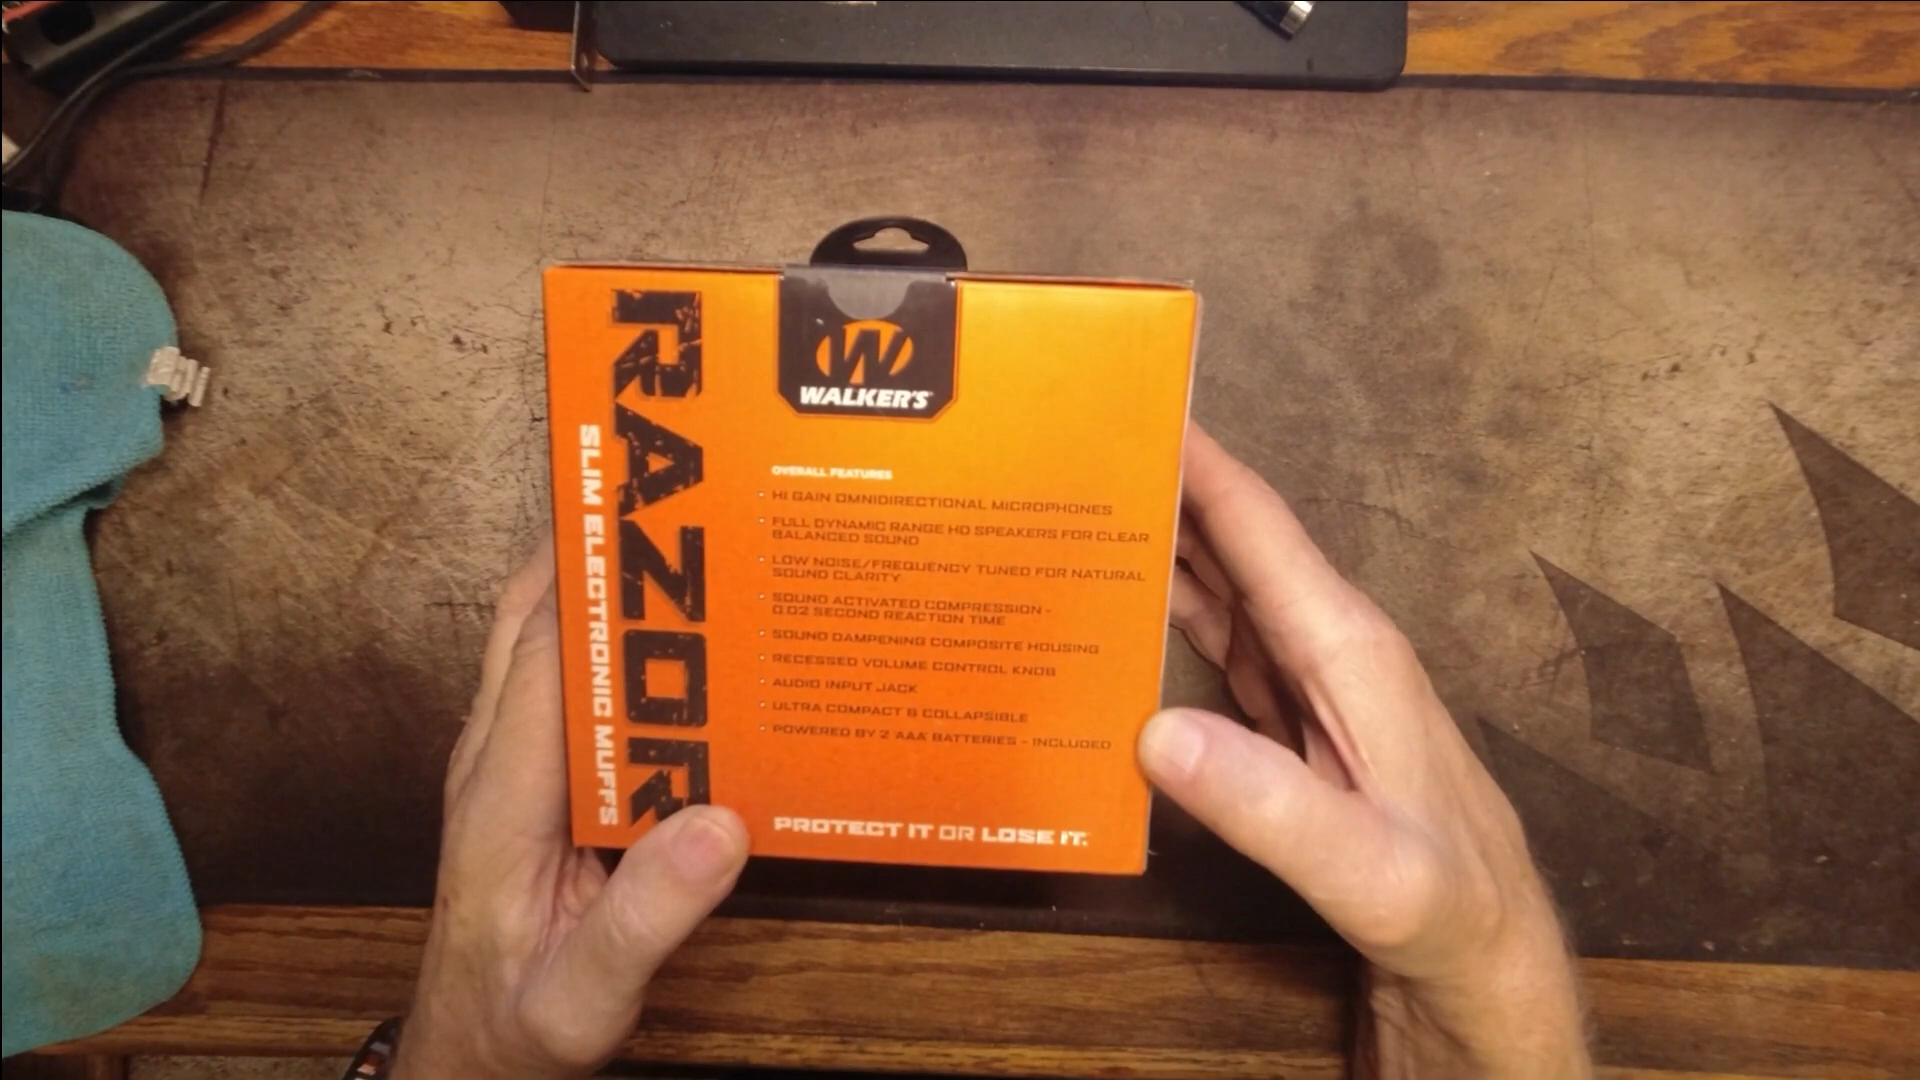 RAZOR
SLIM ELECTRONIC MUFFS
W
WALKER'S
OVERALL FEATURES
• HI GAIN OMNIDIRECTIONAL MICROPHONES
• FULL DYNAMIC RANGE HD SPEAKERS FOR CLEAR
BALANCED SOUND
• LOW NOISE/FREQUENCY TUNED FOR NATURAL
SOUND CLARITY
• SOUND ACTIVATED COMPRESSION -
0.02 SECOND REACTION TIME
• SOUND DAMPENING COMPOSITE HOUSING
• RECESSED VOLUME CONTROL KNOB
• AUDIO INPUT JACK
• ULTRA COMPACT & COLLAPSIBLE
• POWERED BY 2 AAA BATTERIES - INCLUDED
PROTECT IT OR LOSE IT.